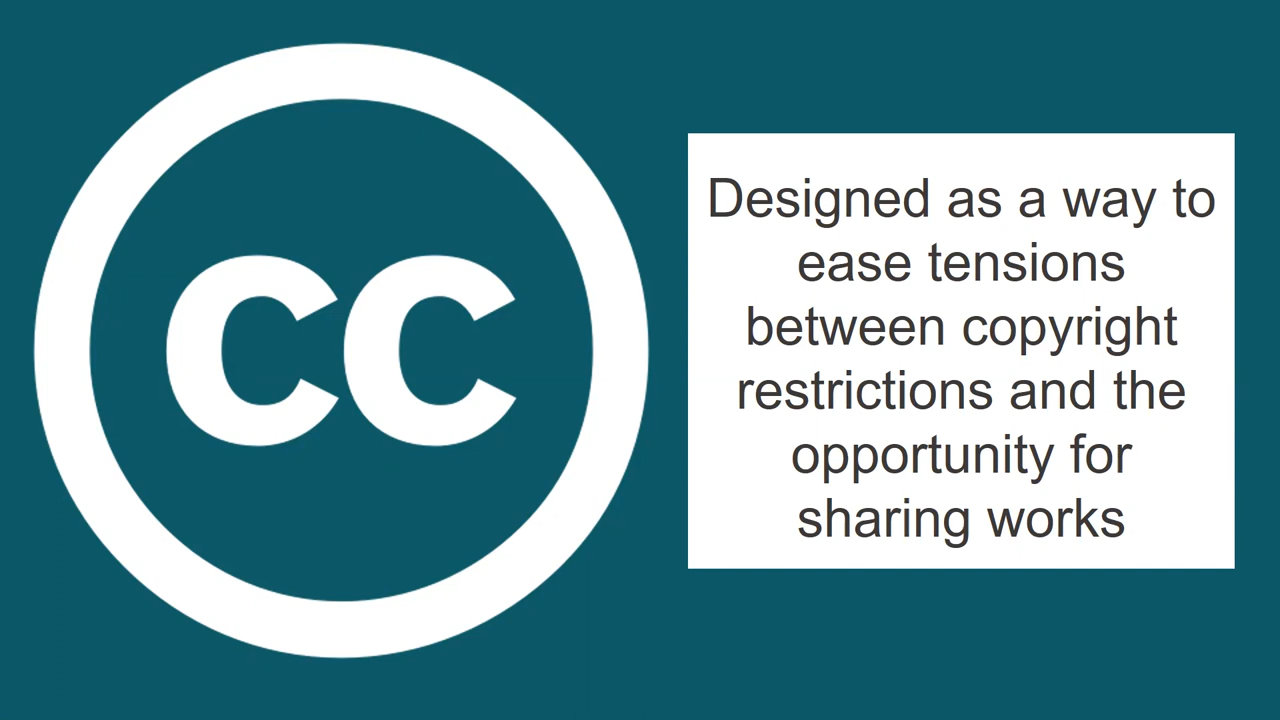 cc
Designed as a way to
ease tensions
between copyright
restrictions and the
opportunity for
sharing works